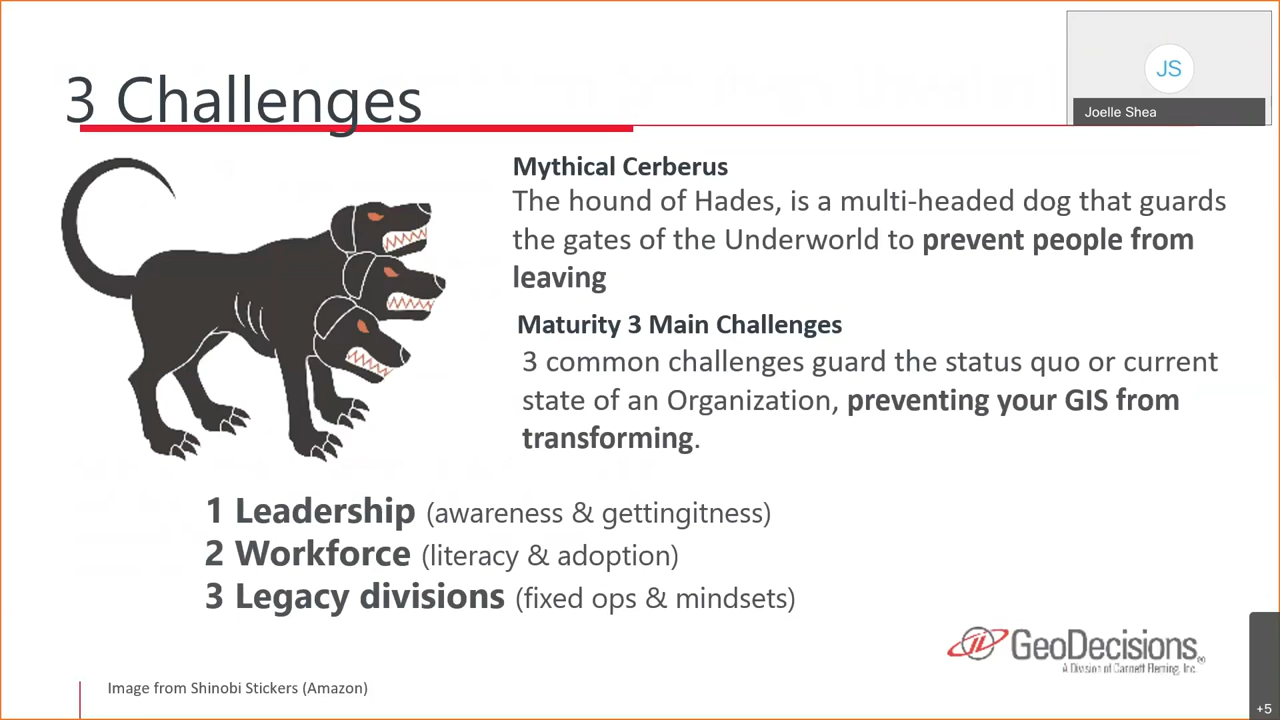 3 Challenges
JS
Joelle Shea
Mythical Cerberus
The hound of Hades, is a multi-headed dog that guards
the gates of the Underworld to prevent people from
leaving
Maturity 3 Main Challenges
3 common challenges guard the status quo or current
state of an Organization, preventing your GIS from
transforming.
1 Leadership (awareness & gettingitness)
2 Workforce (literacy & adoption)
3 Legacy divisions (fixed ops & mindsets)
GeoDecisions
A Division of Gannett Fleming, Inc.
Image from Shinobi Stickers (Amazon)
+5